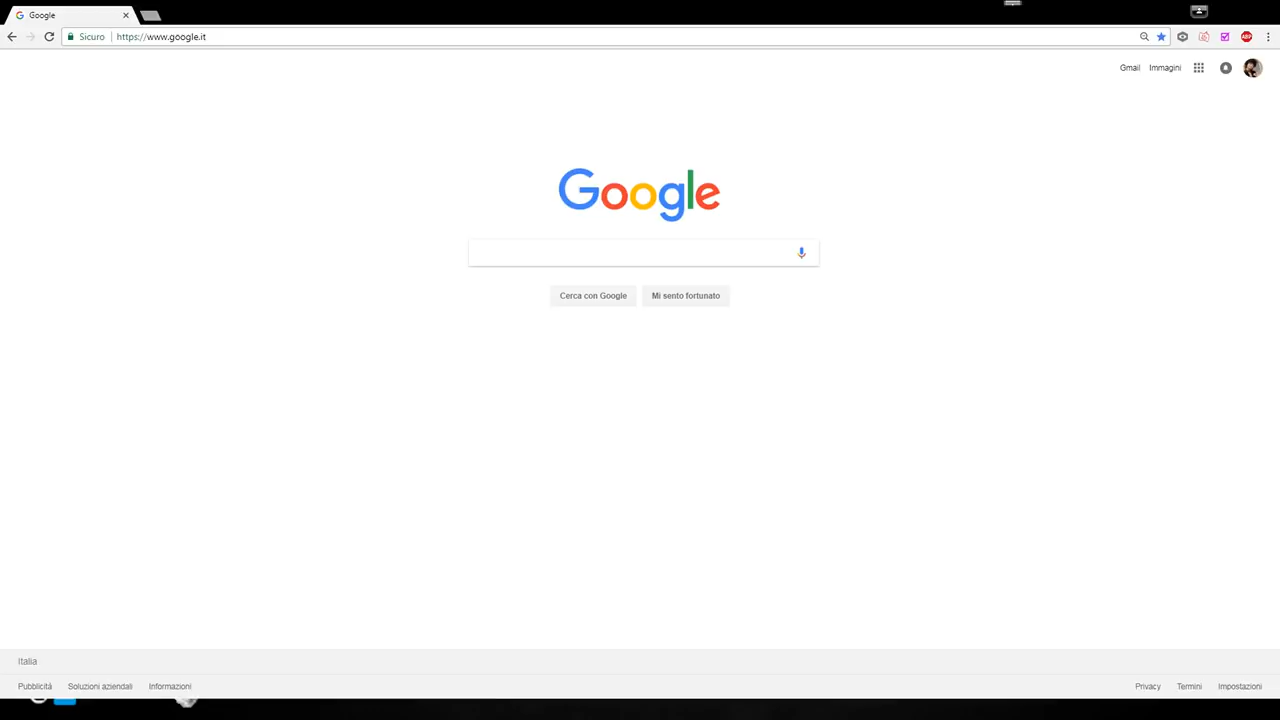 Google
Sicuro https://www.google.it
ABP
Gmail Immagini
Google
Cerca con Google Mi sento fortunato
Italia
Pubblicità Soluzioni aziendali Informazioni Privacy Termini Impostazioni